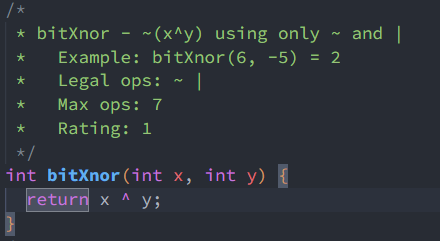 /*
 * bitXnor - ~(x^y) using only ~ and |
 *   Example: bitXnor(6, -5) = 2
 *   Legal ops: ~ |
 *   Max ops: 7
 *   Rating: 1
 */
int bitXnor(int x, int y) {
  return x ^ y;
}